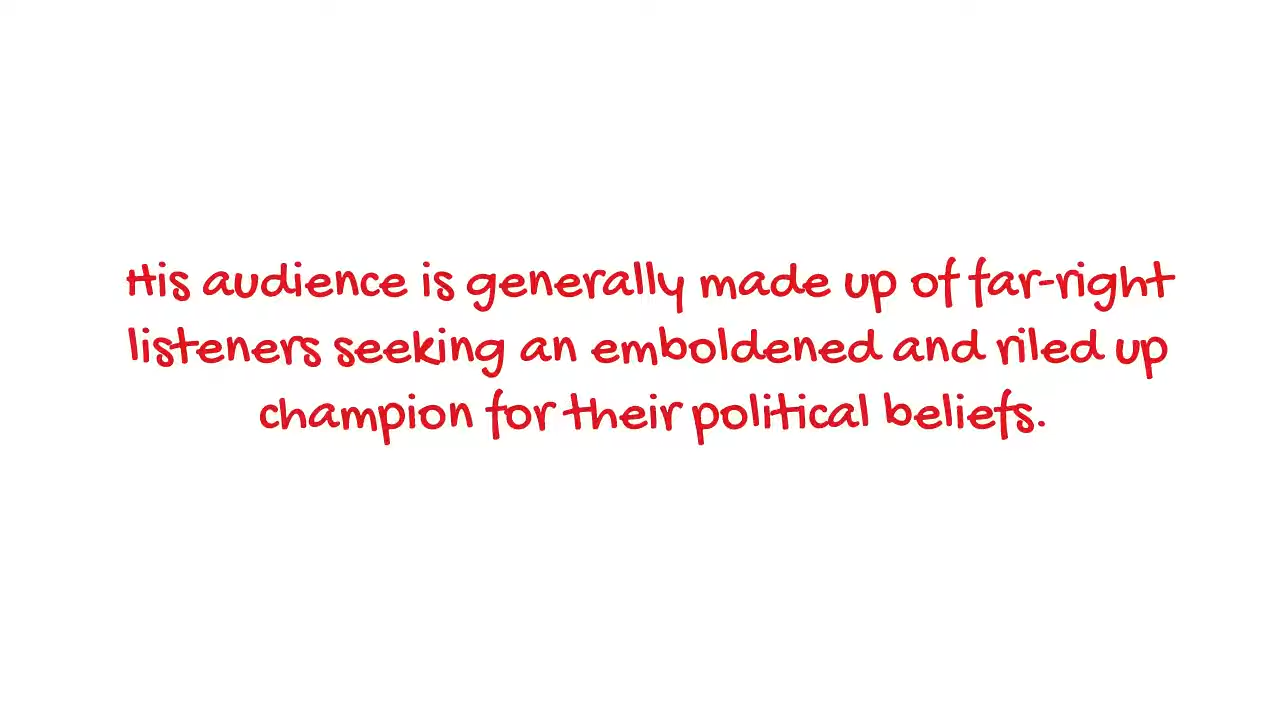 His audience is generally made up of far-right
listeners seeking an emboldened and riled up
champion for their political beliefs.